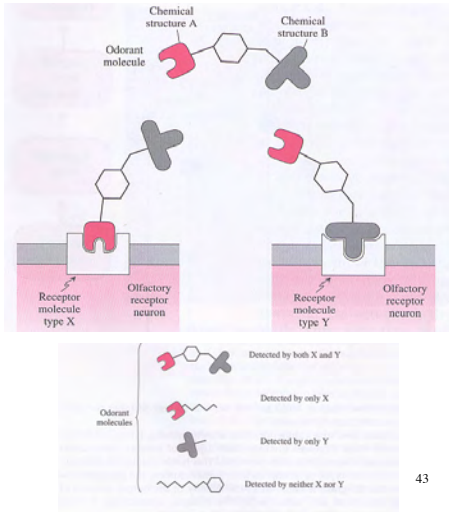 Chemical
structure A
Chemical
structure B
Odorant
molecule
Receptor
molecule
type X
Olfactory
receptor
neuron
Receptor
molecule
type Y
Olfactory
receptor
neuron
Odorant
molecules
Detected by both X and Y
Detected by only X
Detected by only Y
Detected by neither X nor Y
43